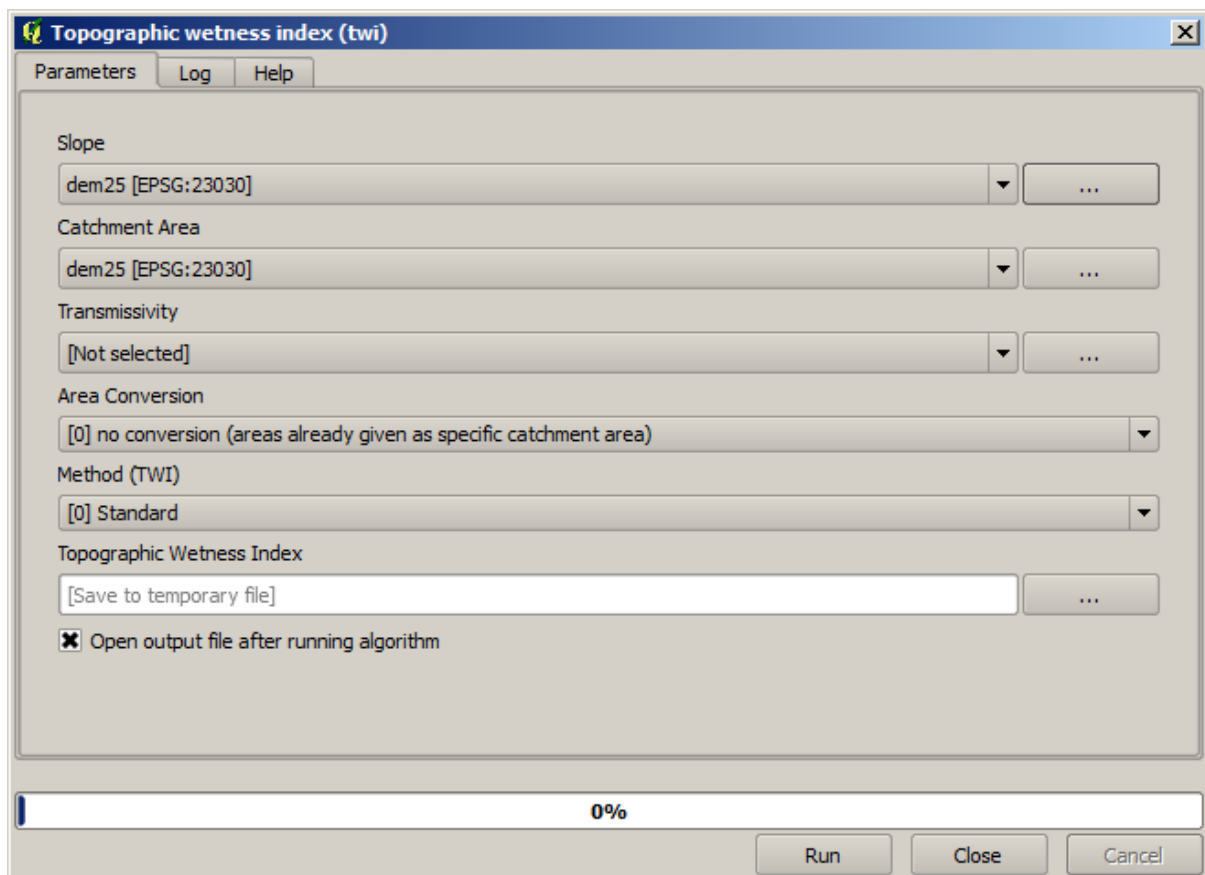 Topographic wetness index (twi)
Parameters Log Help
Slope
dem25 [EPSG:23030] ...
Catchment Area
dem25 [EPSG:23030] ...
Transmissivity
[Not selected] ...
Area Conversion
[0] no conversion (areas already given as specific catchment area)
Method (TWI)
[0] Standard
Topographic Wetness Index
[Save to temporary file] ...
Open output file after running algorithm
0%
Run Close Cancel